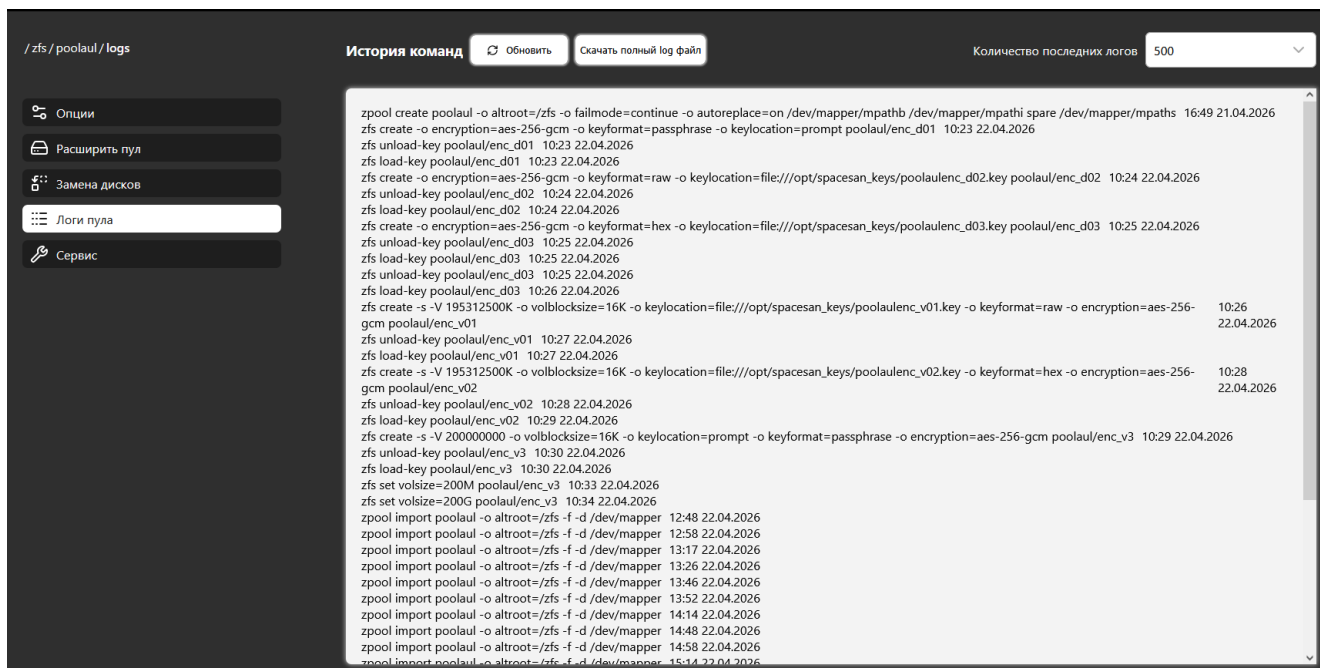 / zfs / poolaul / logs
История команд
Обновить
Скачать полный log файл
Количество последних логов
500
Опции
Расширить пул
Замена дисков
Логи пула
Сервис
zpool create poolaul -o altroot=/zfs -o failmode=continue -o autoreplace=on /dev/mapper/mpathb /dev/mapper/mpathi spare /dev/mapper/mpaths 16:49 21.04.2026
zfs create -o encryption=aes-256-gcm -o keyformat=passphrase -o keylocation=prompt poolaul/enc_d01 10:23 22.04.2026
zfs unload-key poolaul/enc_d01 10:23 22.04.2026
zfs load-key poolaul/enc_d01 10:23 22.04.2026
zfs create -o encryption=aes-256-gcm -o keyformat=raw -o keylocation=file:///opt/spacesan_keys/poolaulenc_d02.key poolaul/enc_d02 10:24 22.04.2026
zfs unload-key poolaul/enc_d02 10:24 22.04.2026
zfs load-key poolaul/enc_d02 10:24 22.04.2026
zfs create -o encryption=aes-256-gcm -o keyformat=hex -o keylocation=file:///opt/spacesan_keys/poolaulenc_d03.key poolaul/enc_d03 10:25 22.04.2026
zfs unload-key poolaul/enc_d03 10:25 22.04.2026
zfs load-key poolaul/enc_d03 10:25 22.04.2026
zfs unload-key poolaul/enc_d03 10:25 22.04.2026
zfs load-key poolaul/enc_d03 10:26 22.04.2026
zfs create -s -V 195312500K -o volblocksize=16K -o keylocation=file:///opt/spacesan_keys/poolaulenc_v01.key -o keyformat=raw -o encryption=aes-256- 10:26
gcm poolaul/enc_v01 22.04.2026
zfs unload-key poolaul/enc_v01 10:27 22.04.2026
zfs load-key poolaul/enc_v01 10:27 22.04.2026
zfs create -s -V 195312500K -o volblocksize=16K -o keylocation=file:///opt/spacesan_keys/poolaulenc_v02.key -o keyformat=hex -o encryption=aes-256- 10:28
gcm poolaul/enc_v02 22.04.2026
zfs unload-key poolaul/enc_v02 10:28 22.04.2026
zfs load-key poolaul/enc_v02 10:29 22.04.2026
zfs create -s -V 200000000 -o volblocksize=16K -o keylocation=prompt -o keyformat=passphrase -o encryption=aes-256-gcm poolaul/enc_v3 10:29 22.04.2026
zfs unload-key poolaul/enc_v3 10:30 22.04.2026
zfs load-key poolaul/enc_v3 10:30 22.04.2026
zfs set volsize=200M poolaul/enc_v3 10:33 22.04.2026
zfs set volsize=200G poolaul/enc_v3 10:34 22.04.2026
zpool import poolaul -o altroot=/zfs -f -d /dev/mapper 12:48 22.04.2026
zpool import poolaul -o altroot=/zfs -f -d /dev/mapper 12:58 22.04.2026
zpool import poolaul -o altroot=/zfs -f -d /dev/mapper 13:17 22.04.2026
zpool import poolaul -o altroot=/zfs -f -d /dev/mapper 13:26 22.04.2026
zpool import poolaul -o altroot=/zfs -f -d /dev/mapper 13:46 22.04.2026
zpool import poolaul -o altroot=/zfs -f -d /dev/mapper 13:52 22.04.2026
zpool import poolaul -o altroot=/zfs -f -d /dev/mapper 14:14 22.04.2026
zpool import poolaul -o altroot=/zfs -f -d /dev/mapper 14:48 22.04.2026
zpool import poolaul -o altroot=/zfs -f -d /dev/mapper 14:58 22.04.2026
zpool import poolaul -o altroot=/zfs -f -d /dev/mapper 15:14 22.04.2026